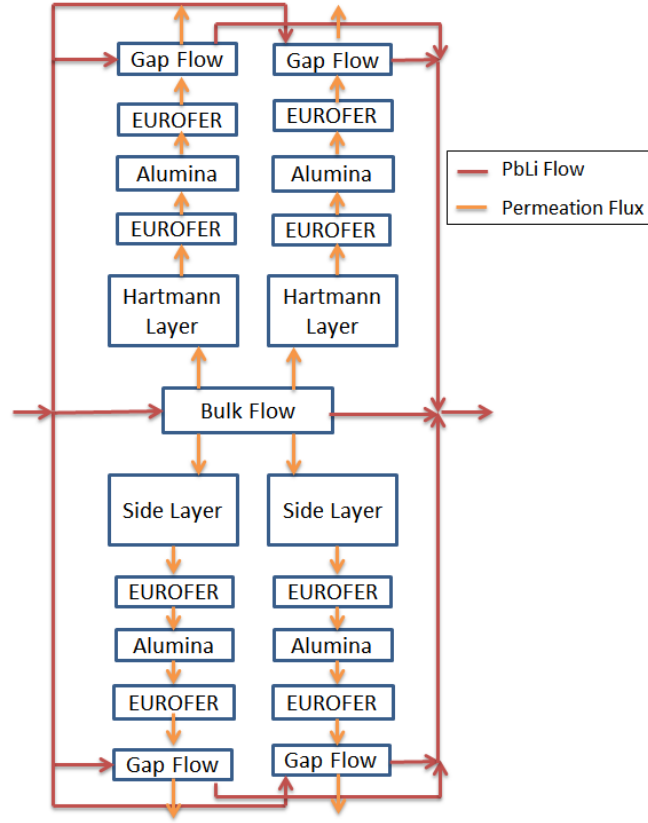 Gap Flow
Gap Flow
EUROFER
EUROFER
Alumina
Alumina
EUROFER
EUROFER
Hartmann
Layer
Hartmann
Layer
PbLi Flow
Permeation Flux
Bulk Flow
Side Layer
Side Layer
EUROFER
EUROFER
Alumina
Alumina
EUROFER
EUROFER
Gap Flow
Gap Flow